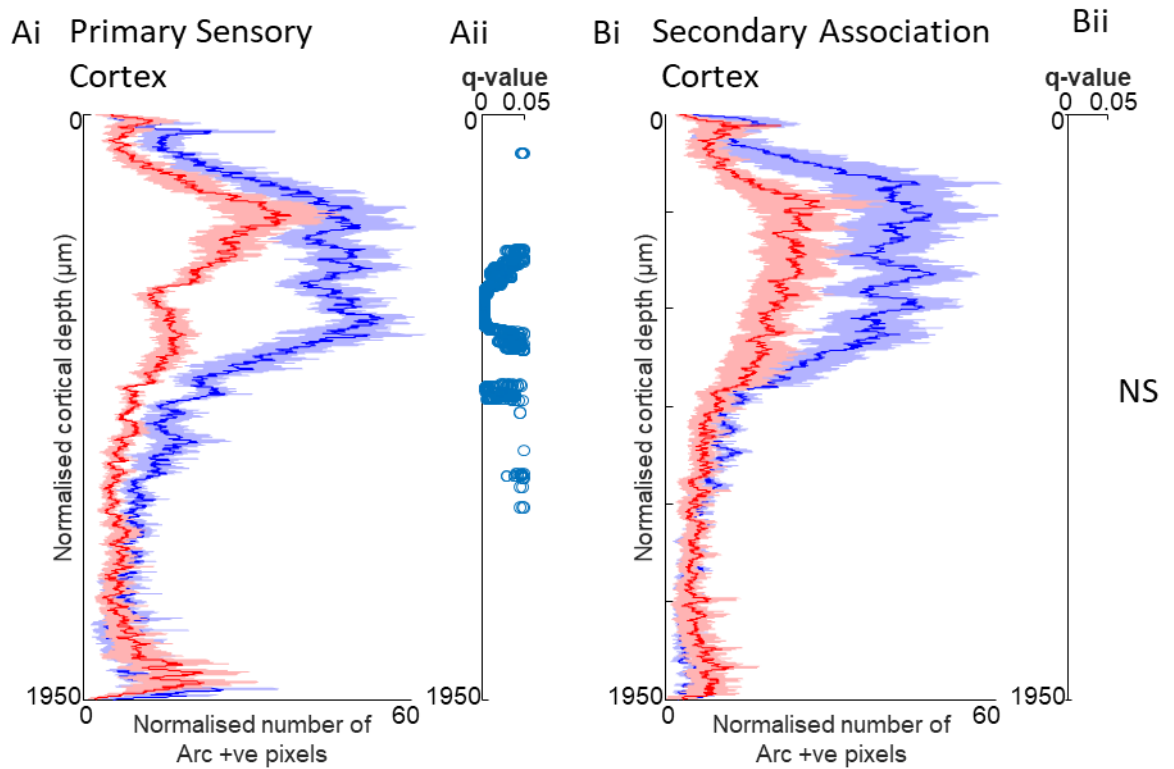 Ai Primary Sensory
Cortex
Aii
q-value
0 0.05
0
1950
Normalised cortical depth (µm)
0
1950
0 60
Normalised number of
Arc +ve pixels
Bi Secondary Association
Cortex
Bii
q-value
0 0.05
0
1950
NS
Normalised cortical depth (µm)
0
1950
0 60
Normalised number of
Arc +ve pixels